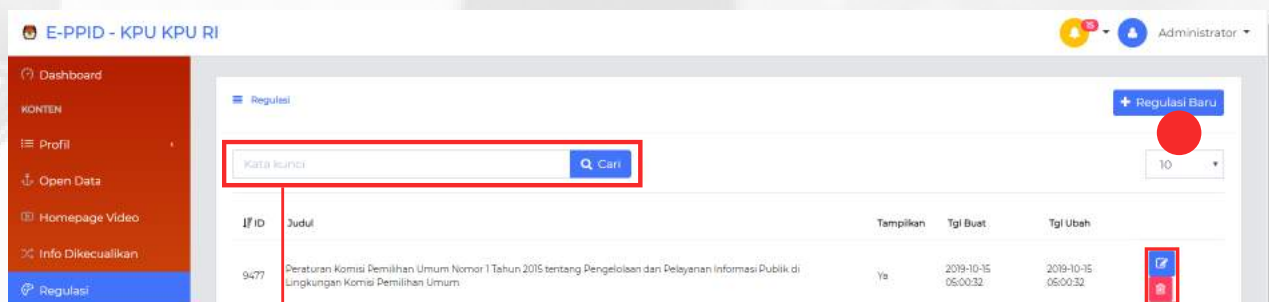 E-PPID - KPU KPU RI
15
Administrator
Dashboard
KONTEN
Profil
Open Data
Homepage Video
Info Dikecualikan
Regulasi
Regulasi
+ Regulasi Baru
Kata kunci
Cari
10
ID Judul Tampilkan Tgl Buat Tgl Ubah
9477 Peraturan Komisi Pemilihan Umum Nomor 1 Tahun 2015 tentang Pengelolaan dan Pelayanan Informasi Publik di Ya 2019-10-15 2019-10-15
Lingkungan Komisi Pemilihan Umum 05:00:32 05:00:32